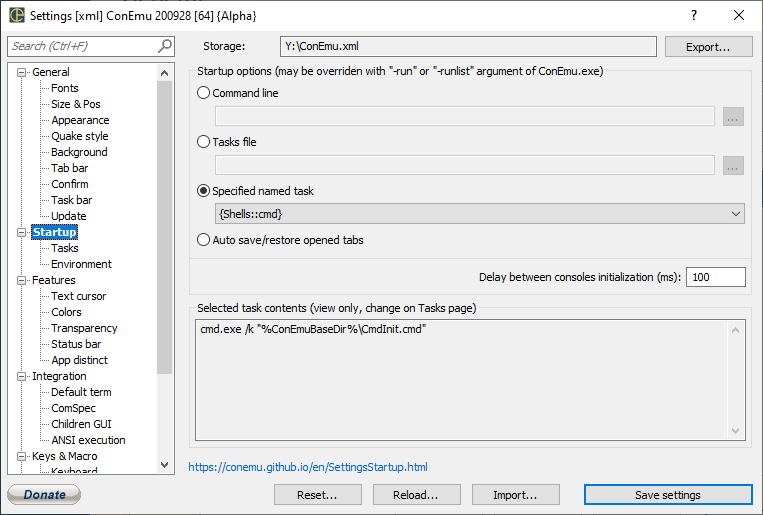 Settings [xml] ConEmu 200928 [64] {Alpha}
Search (Ctrl+F)
Storage:
Y:\ConEmu.xml
Export...
General
Fonts
Size & Pos
Appearance
Quake style
Background
Tab bar
Confirm
Task bar
Update
Startup
Tasks
Environment
Features
Text cursor
Colors
Transparency
Status bar
App distinct
Integration
Default term
ComSpec
Children GUI
ANSI execution
Keys & Macro
Keyboard
Startup options (may be overriden with "-run" or "-runlist" argument of ConEmu.exe)
Command line
...
Tasks file
...
Specified named task
{Shells::cmd}
Auto save/restore opened tabs
Delay between consoles initialization (ms):
100
Selected task contents (view only, change on Tasks page)
cmd.exe /k "%ConEmuBaseDir%\CmdInit.cmd"
https://conemu.github.io/en/SettingsStartup.html
Donate
Reset...
Reload...
Import...
Save settings